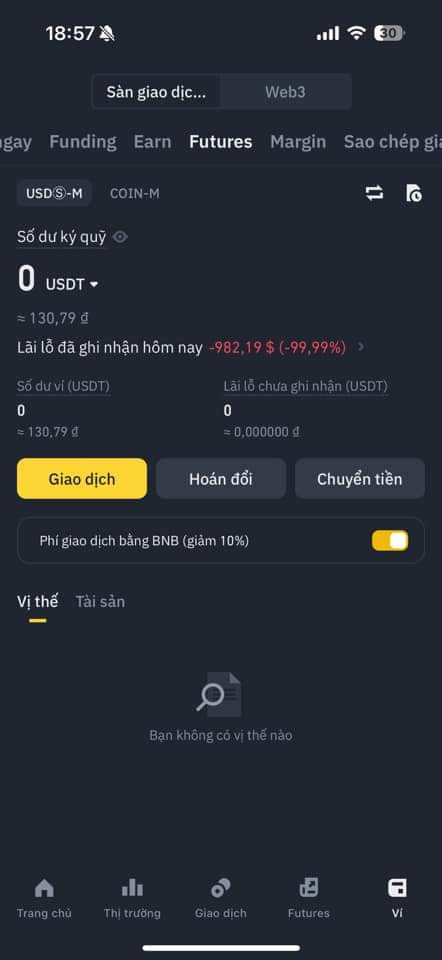 18:57
30
Sàn giao dịc... Web3
ngay Funding Earn Futures Margin Sao chép gia
USDⓈ-M COIN-M
Số dư ký quỹ
0 USDT
≈ 130,79 ₫
Lãi lỗ đã ghi nhận hôm nay -982,19 $ (-99,99%)
Số dư ví (USDT) Lãi lỗ chưa ghi nhận (USDT)
0 0
≈ 130,79 ₫ ≈ 0,000000 ₫
Giao dịch Hoán đổi Chuyển tiền
Phí giao dịch bằng BNB (giảm 10%)
Vị thế Tài sản
Bạn không có vị thế nào
Trang chủ Thị trường Giao dịch Futures Ví